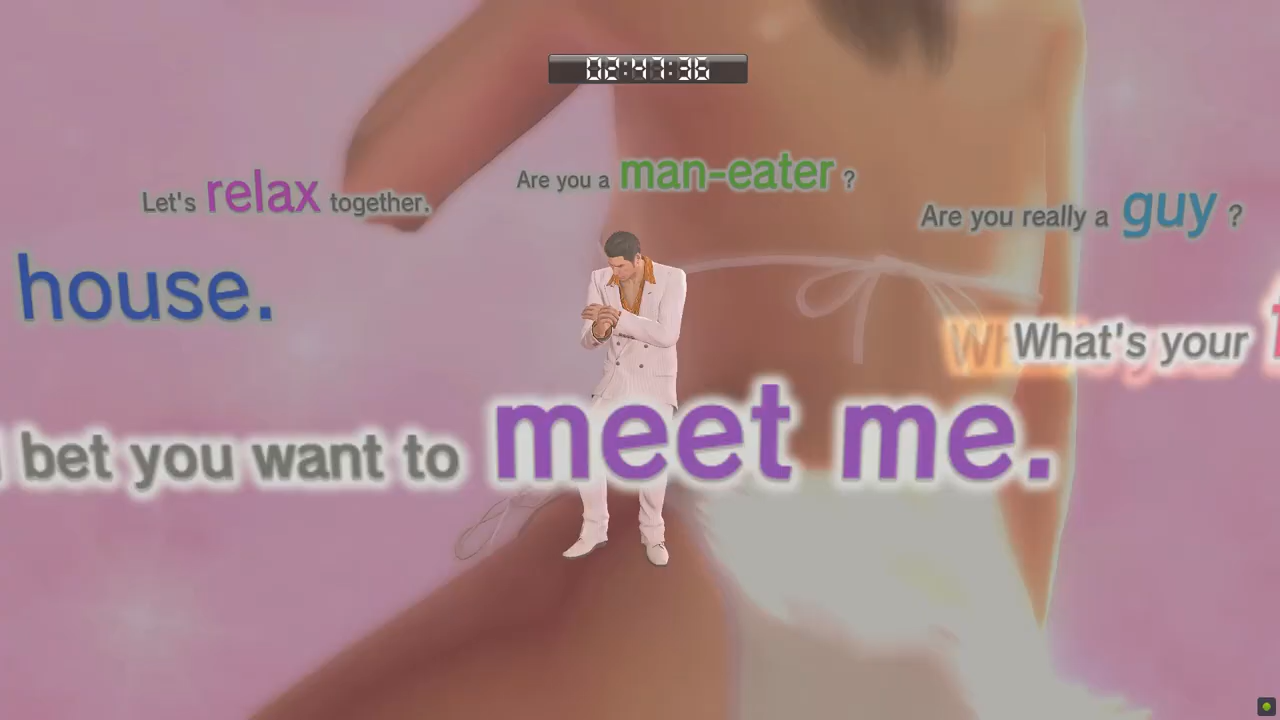 02:47:36
Are you a man-eater ?
Let's relax together.
Are you really a guy ?
house.
What's your
bet you want to meet me.